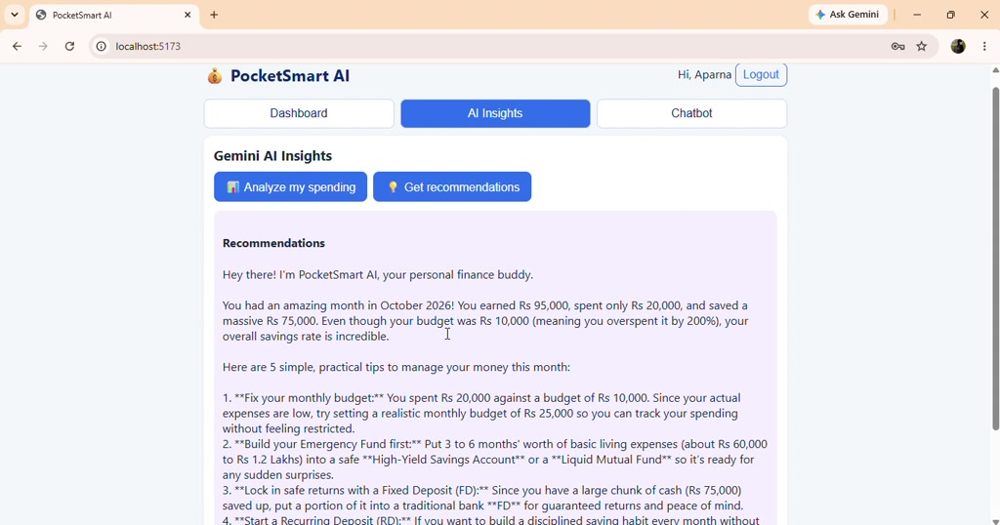 PocketSmart AI
Ask Gemini
localhost:5173
PocketSmart AI
Hi, Aparna
Logout
Dashboard
AI Insights
Chatbot
Gemini AI Insights
Analyze my spending
Get recommendations
Recommendations
Hey there! I'm PocketSmart AI, your personal finance buddy.
You had an amazing month in October 2026! You earned Rs 95,000, spent only Rs 20,000, and saved a
massive Rs 75,000. Even though your budget was Rs 10,000 (meaning you overspent it by 200%), your
overall savings rate is incredible.
Here are 5 simple, practical tips to manage your money this month:
1. **Fix your monthly budget:** You spent Rs 20,000 against a budget of Rs 10,000. Since your actual
expenses are low, try setting a realistic monthly budget of Rs 25,000 so you can track your spending
without feeling restricted.
2. **Build your Emergency Fund first:** Put 3 to 6 months' worth of basic living expenses (about Rs 60,000
to Rs 1.2 Lakhs) into a safe **High-Yield Savings Account** or a **Liquid Mutual Fund** so it's ready for
any sudden surprises.
3. **Lock in safe returns with a Fixed Deposit (FD):** Since you have a large chunk of cash (Rs 75,000)
saved up, put a portion of it into a traditional bank **FD** for guaranteed returns and peace of mind.
4. **Start a Recurring Deposit (RD):** If you want to build a disciplined saving habit every month without